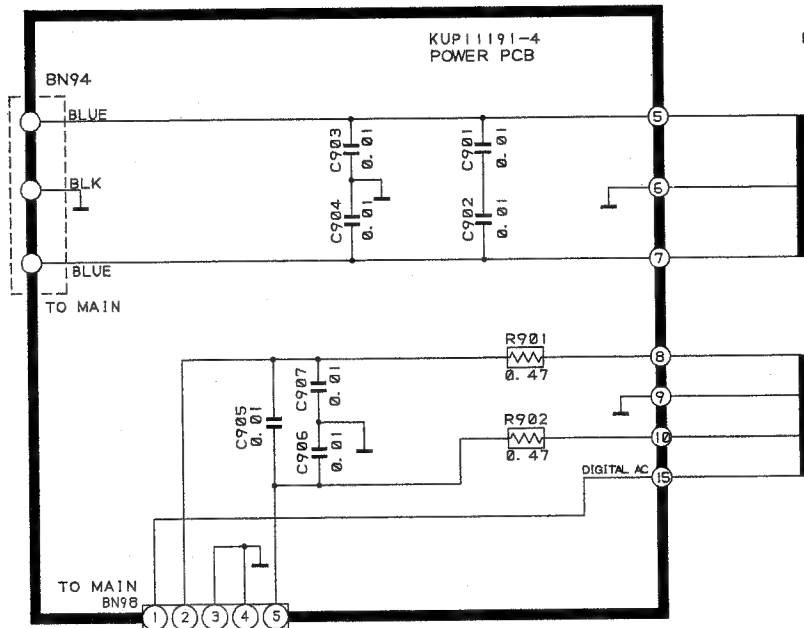 KUP11191-4
POWER PCB
BN94
BLUE
BLK
BLUE
TO MAIN
C903
0.01
C904
0.01
C901
0.01
C902
0.01
5
6
7
R901
0.47
8
9
R902
0.47
10
DIGITAL AC
15
C905
0.01
C907
0.01
C906
0.01
TO MAIN
BN98
1 2 3 4 5